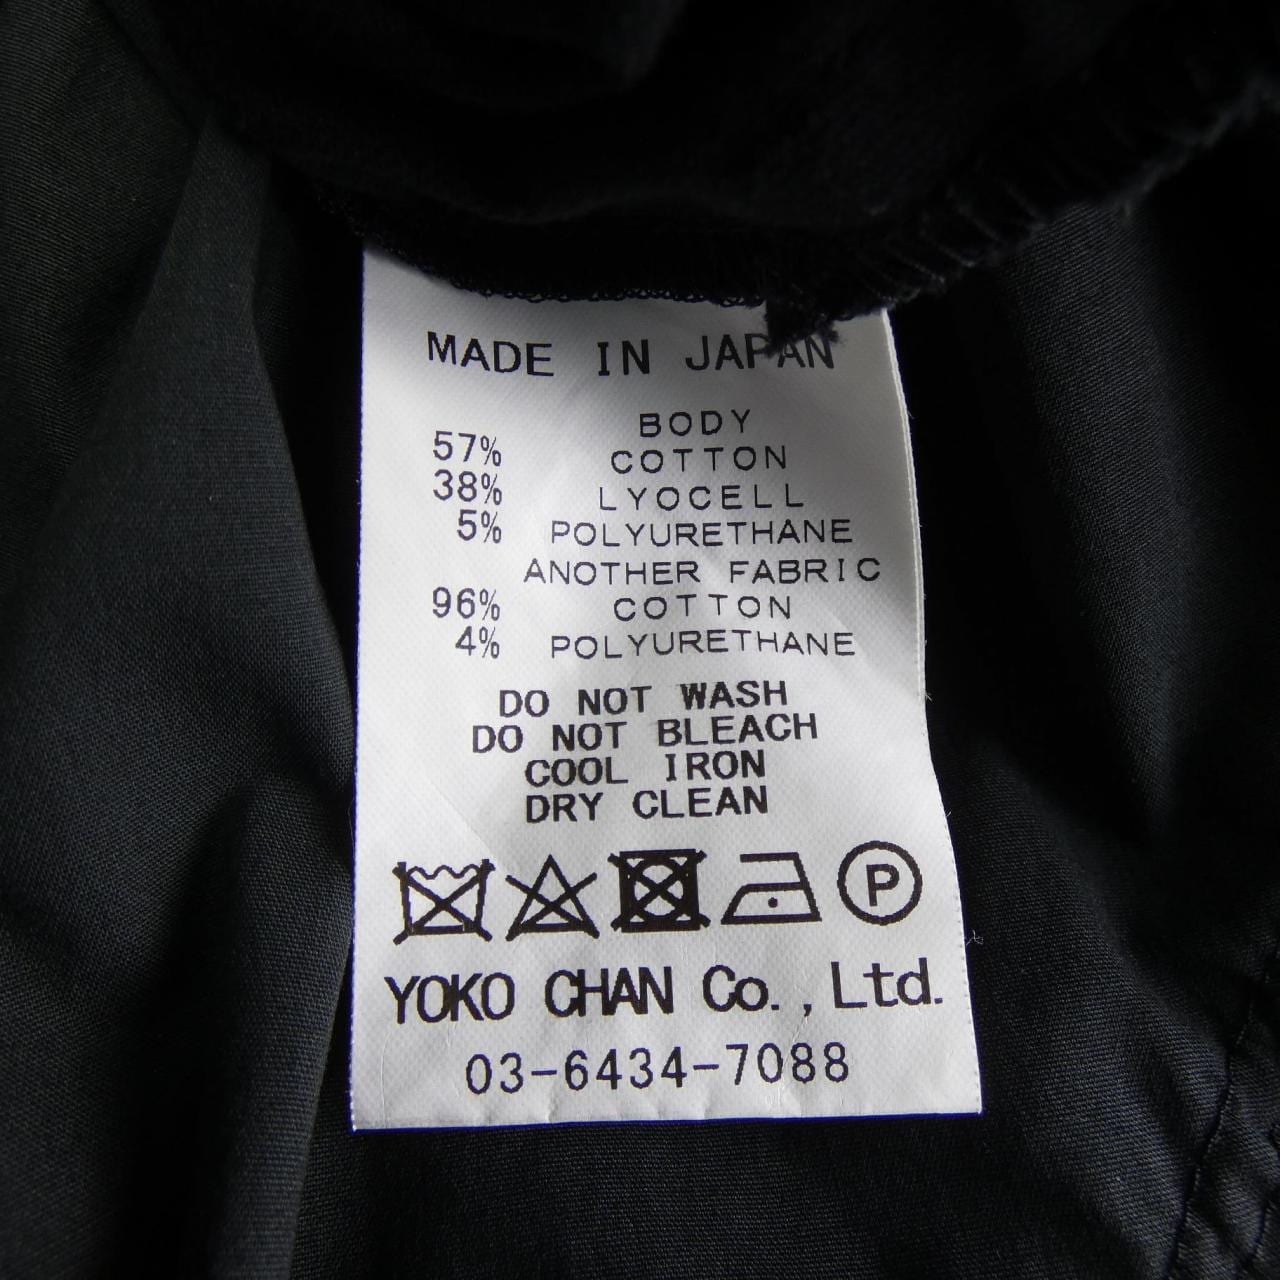 MADE IN JAPAN
BODY
57% COTTON
38% LYOCELL
5% POLYURETHANE
ANOTHER FABRIC
96% COTTON
4% POLYURETHANE
DO NOT WASH
DO NOT BLEACH
COOL IRON
DRY CLEAN
P
YOKO CHAN Co., Ltd.
03-6434-7088